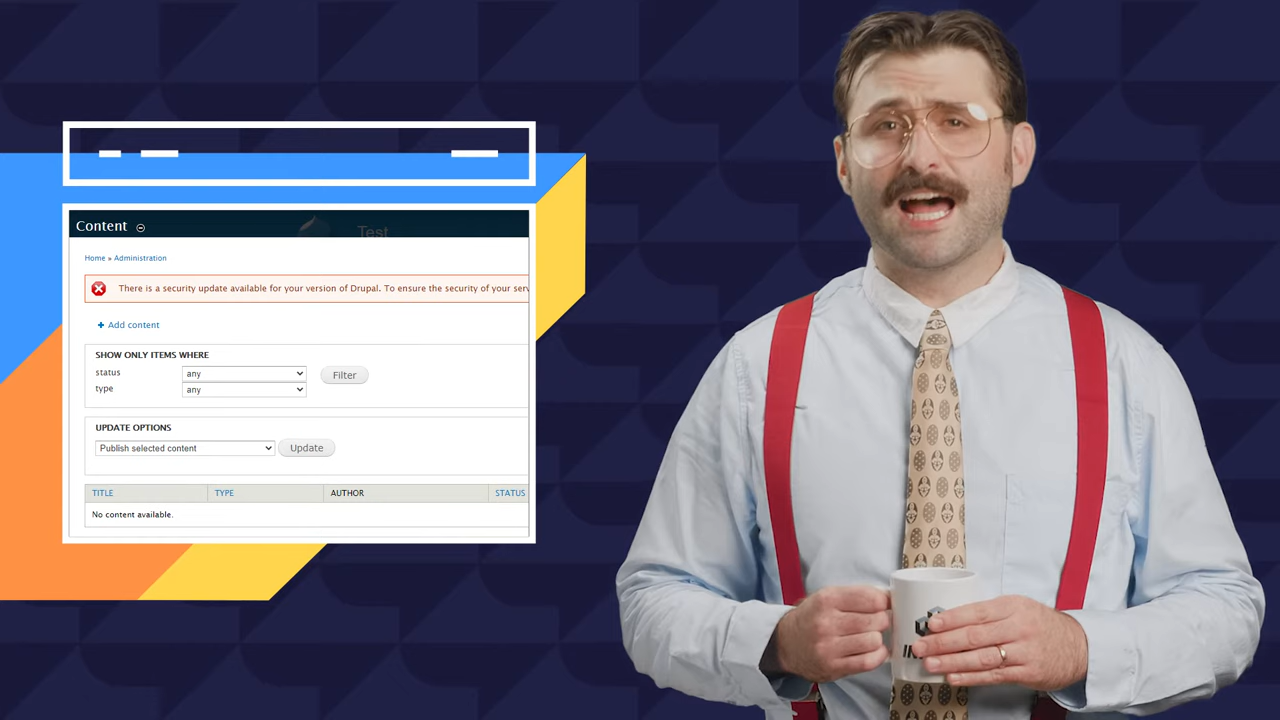 Content
Test
Home » Administration
There is a security update available for your version of Drupal. To ensure the security of your
Add content
SHOW ONLY ITEMS WHERE
status any
type any
Filter
UPDATE OPTIONS
Publish selected content Update
TITLE TYPE AUTHOR STATUS
No content available.